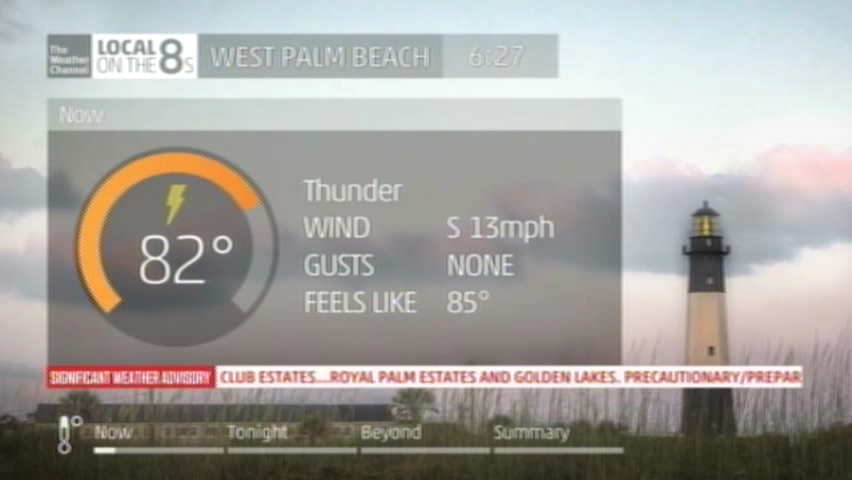 The Weather Channel
LOCAL ON THE 8s
WEST PALM BEACH
6:27
Now
82°
Thunder
WIND S 13mph
GUSTS NONE
FEELS LIKE 85°
SIGNIFICANT WEATHER ADVISORY
CLUB ESTATES...ROYAL PALM ESTATES AND GOLDEN LAKES. PRECAUTIONARY/PREPAR
Now
Tonight
Beyond
Summary